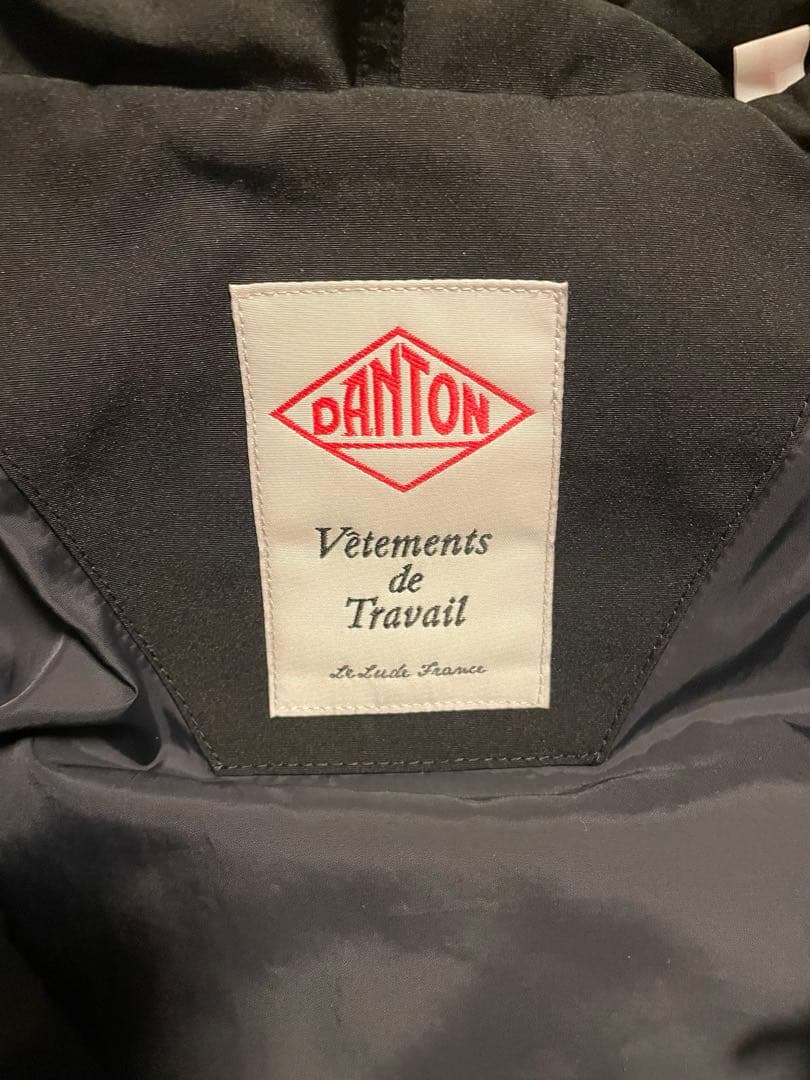 DANTON
Vêtements
de
Travail
Le Lude France